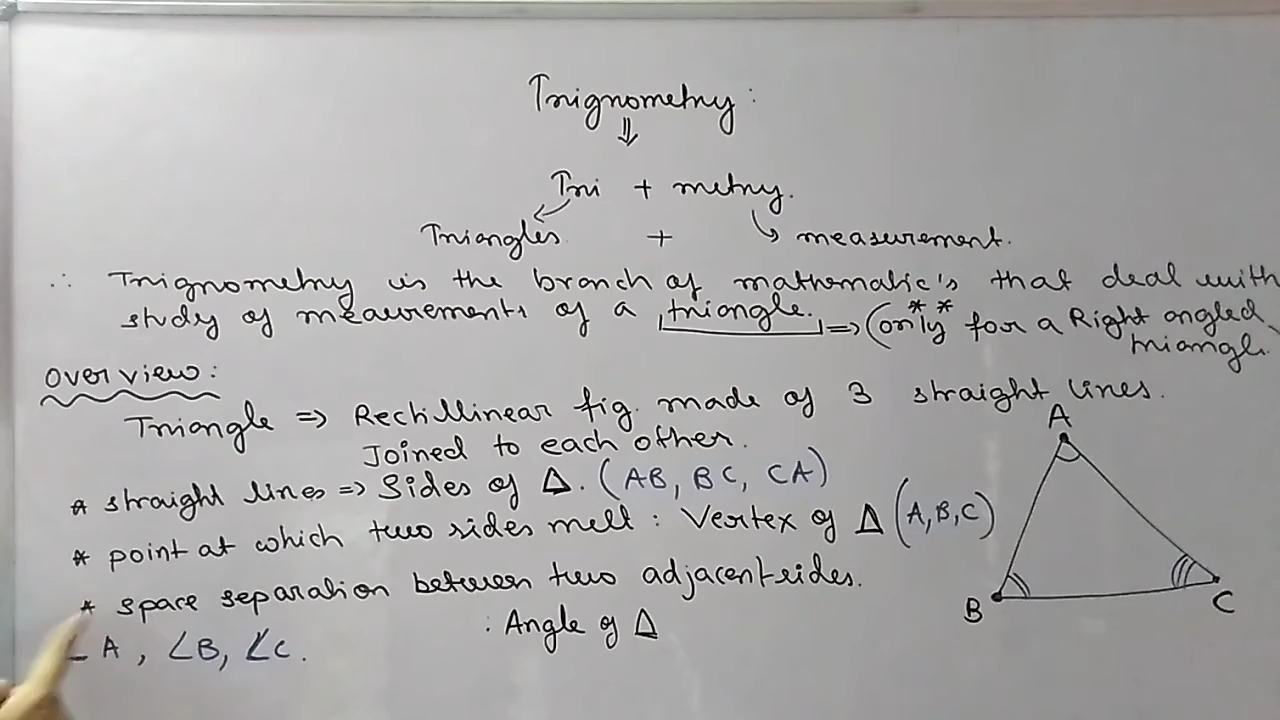 Trignometry:
⇓
Tri + metry.
Triangles + measurement.
∴ Trignometry is the branch of mathematic's that deal with
study of meaurements of a triangle. => (only** for a Right angled
triangle.
Overview:
Triangle => Rectillinear fig. made of 3 straight lines.
Joined to each other.
* straight lines => Sides of Δ. (AB, BC, CA)
* point at which two sides melt : Vertex of Δ (A,B,C)
* space separation between two adjacent sides.
: Angle of Δ
∠A, ∠B, ∠C.
A
B
C